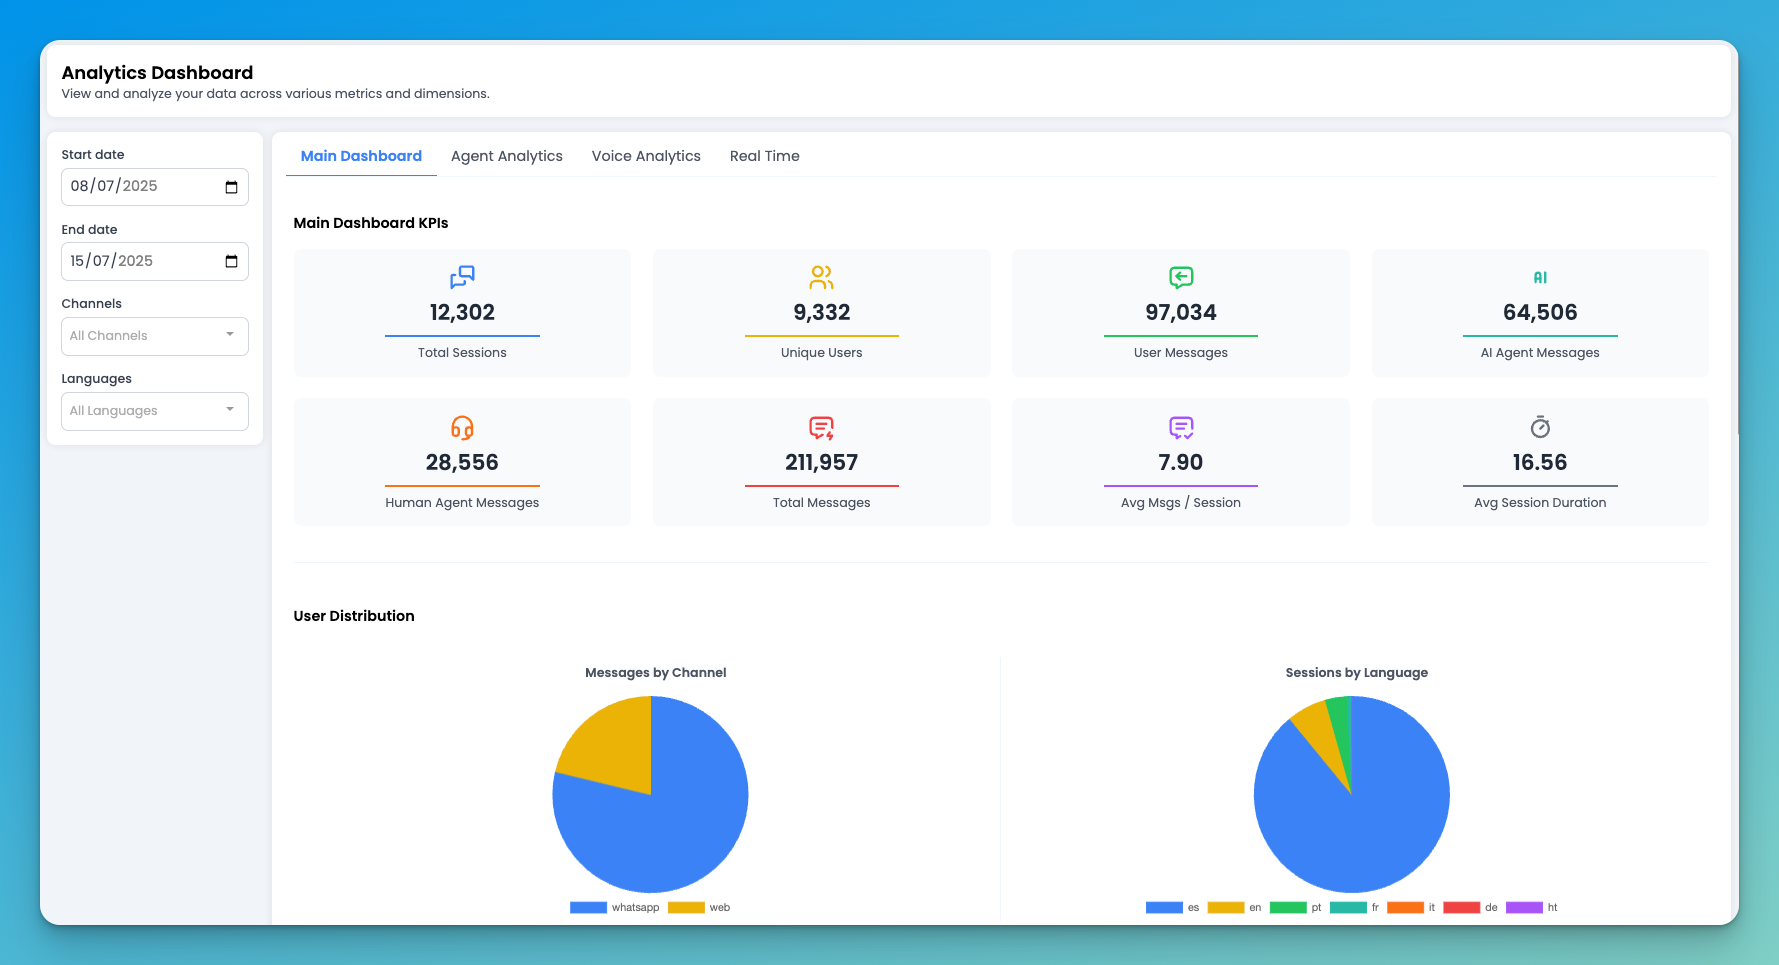 Analytics Dashboard
View and analyze your data across various metrics and dimensions.
Start date
08/07/2025
End date
15/07/2025
Channels
All Channels
Languages
All Languages
Main Dashboard Agent Analytics Voice Analytics Real Time
Main Dashboard KPIs
12,302
Total Sessions
9,332
Unique Users
97,034
User Messages
AI
64,506
AI Agent Messages
28,556
Human Agent Messages
211,957
Total Messages
7.90
Avg Msgs / Session
16.56
Avg Session Duration
User Distribution
Messages by Channel
whatsapp web
Sessions by Language
es en pt fr it de ht